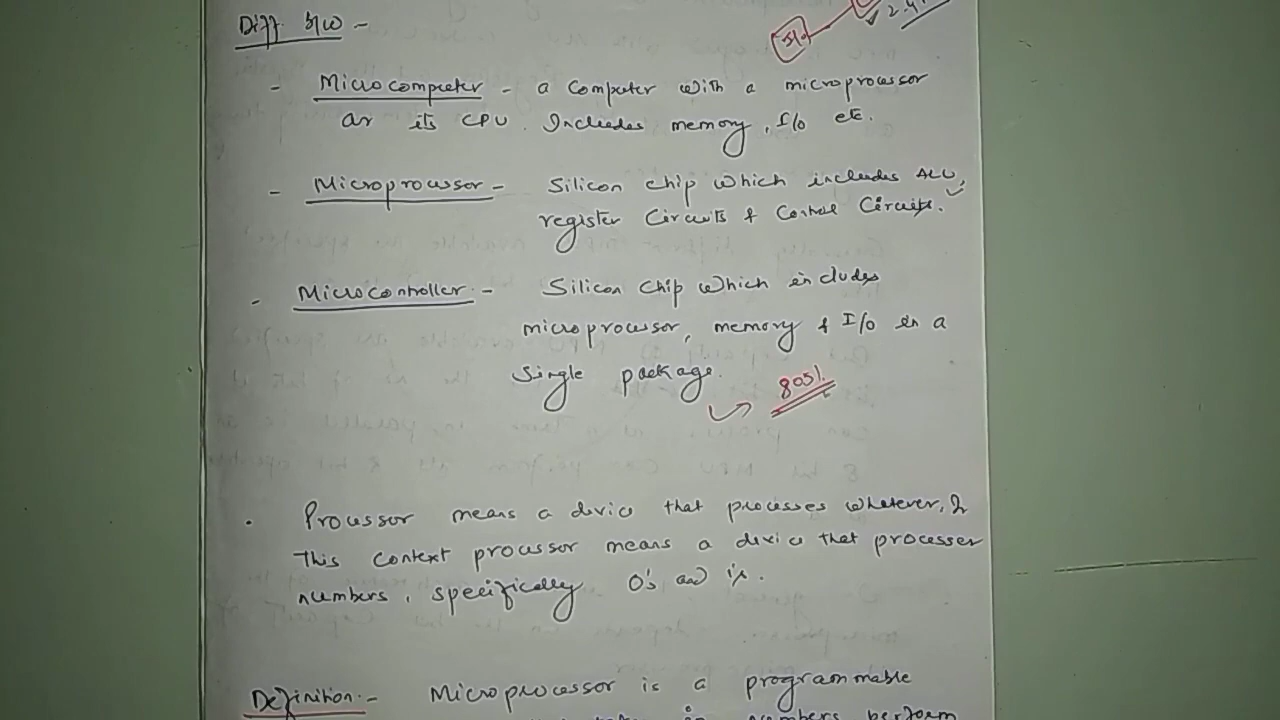 Diff b/w -
- Microcomputer - a computer with a microprocessor
as its CPU. Includes memory, I/o etc.
- Microprocessor - Silicon chip which includes ALU,
register Circuits & Control Circuits.
- Microcontroller - Silicon chip which includes
microprocessor, memory & I/O in a
Single package.
8051.
• Processor means a device that processes whatever, In
This context processor means a device that processes
numbers, specifically 0's and 1's.
Definition:- Microprocessor is a programmable
numbers perform